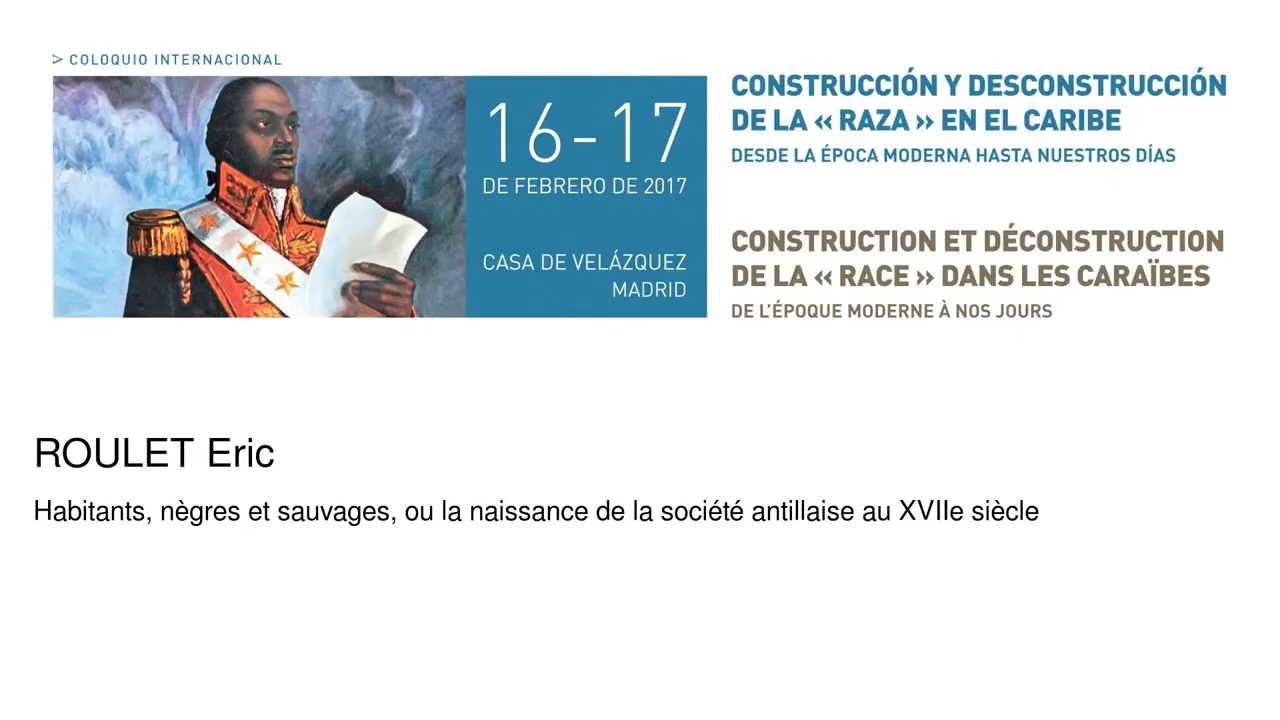 > COLOQUIO INTERNACIONAL
16-17
DE FEBRERO DE 2017
CASA DE VELÁZQUEZ
MADRID
CONSTRUCCIÓN Y DESCONSTRUCCIÓN
DE LA « RAZA » EN EL CARIBE
DESDE LA ÉPOCA MODERNA HASTA NUESTROS DÍAS
CONSTRUCTION ET DÉCONSTRUCTION
DE LA « RACE » DANS LES CARAÏBES
DE L'ÉPOQUE MODERNE À NOS JOURS
ROULET Eric
Habitants, nègres et sauvages, ou la naissance de la société antillaise au XVIIe siècle